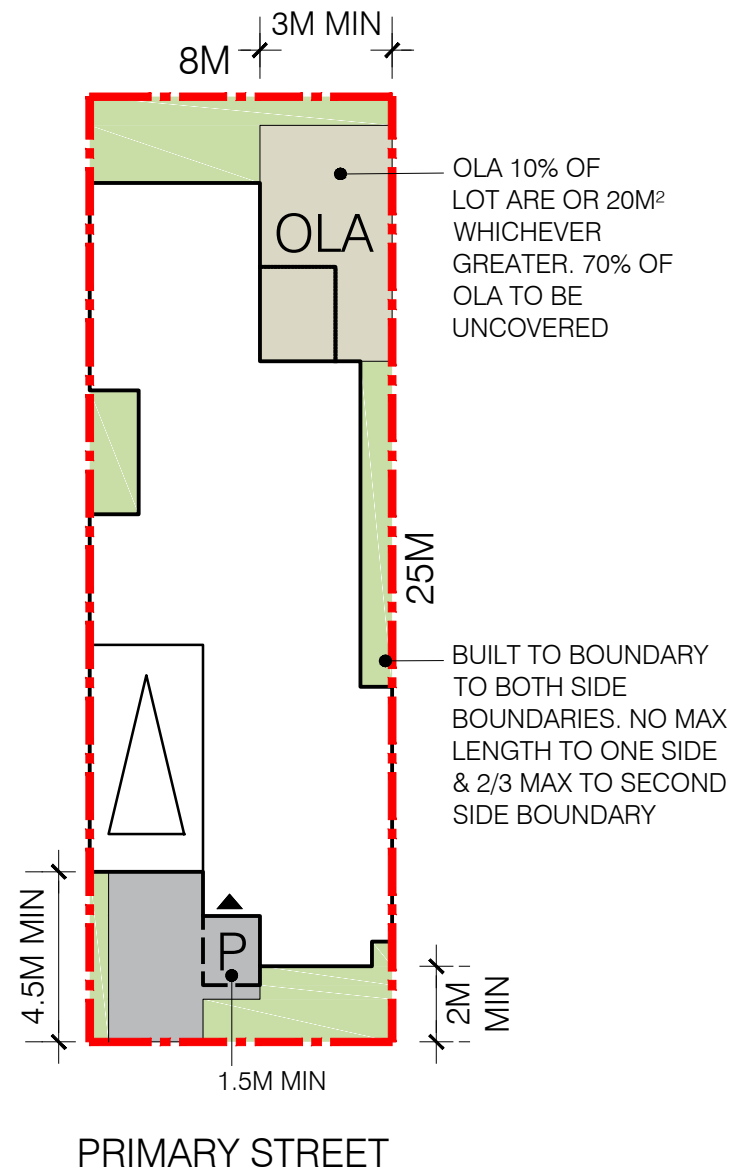 3M MIN
8M
OLA 10% OF
LOT ARE OR 20M²
WHICHEVER
GREATER. 70% OF
OLA TO BE
UNCOVERED
OLA
25M
BUILT TO BOUNDARY
TO BOTH SIDE
BOUNDARIES. NO MAX
LENGTH TO ONE SIDE
& 2/3 MAX TO SECOND
SIDE BOUNDARY
4.5M MIN
P
2M
MIN
1.5M MIN
PRIMARY STREET